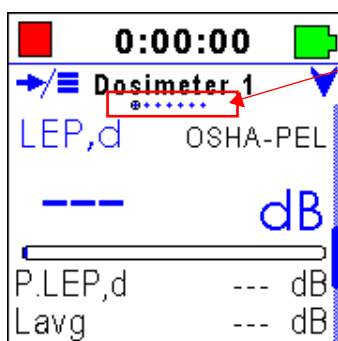 0:00:00
/ Dosimeter 1
LEP,d OSHA-PEL
--- dB
P.LEP,d --- dB
Lavg --- dB